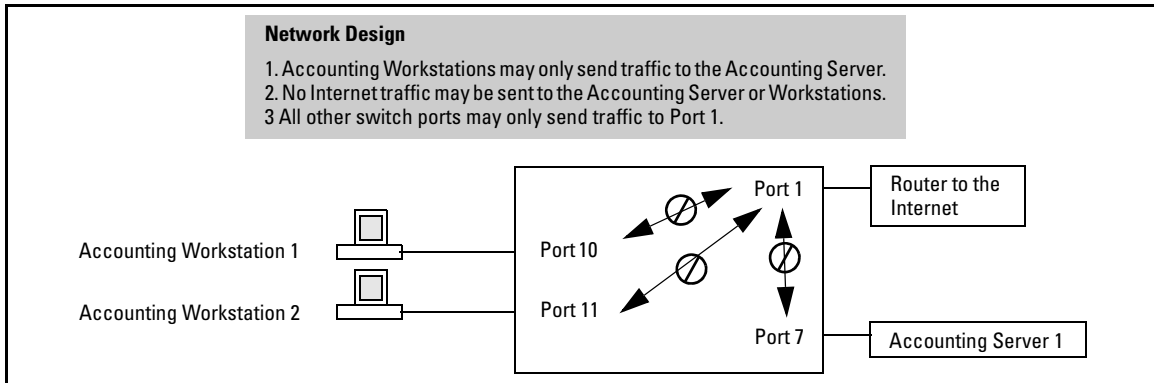 Network Design
1. Accounting Workstations may only send traffic to the Accounting Server.
2. No Internet traffic may be sent to the Accounting Server or Workstations.
3 All other switch ports may only send traffic to Port 1.
Port 1
Router to the
Internet
Accounting Workstation 1
Port 10
Accounting Workstation 2
Port 11
Port 7
Accounting Server 1